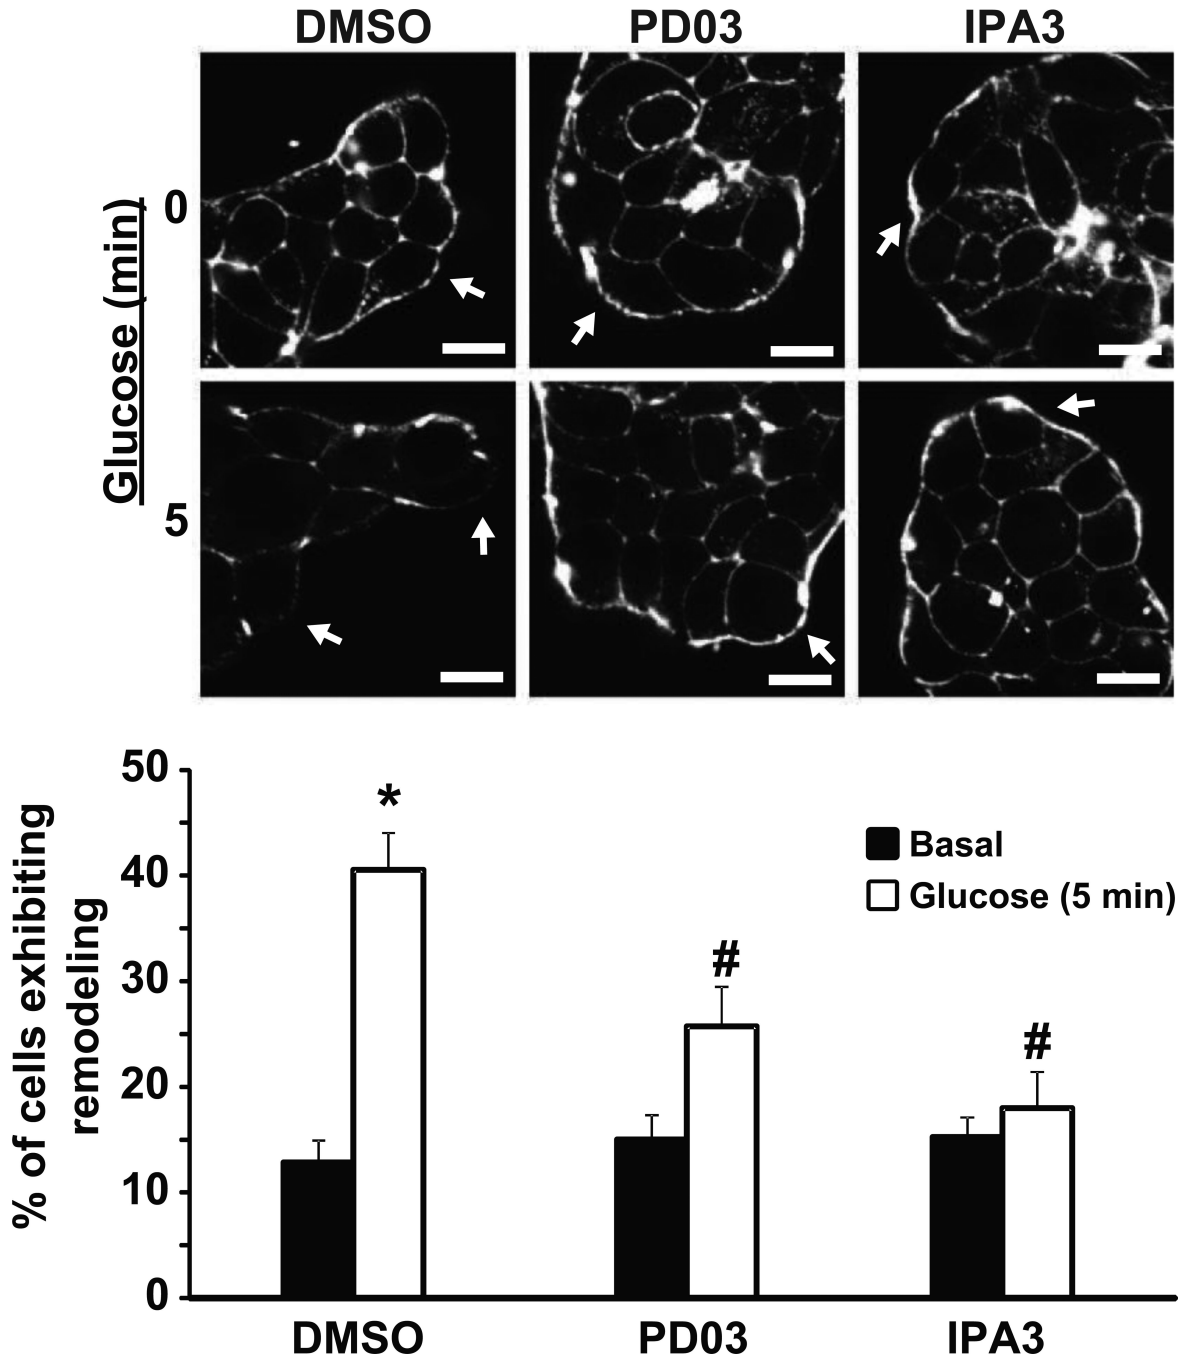 DMSO PD03 IPA3
Glucose (min)
0
5
% of cells exhibiting
remodeling
50
40
30
20
10
0
*
#
#
Basal
Glucose (5 min)
DMSO PD03 IPA3